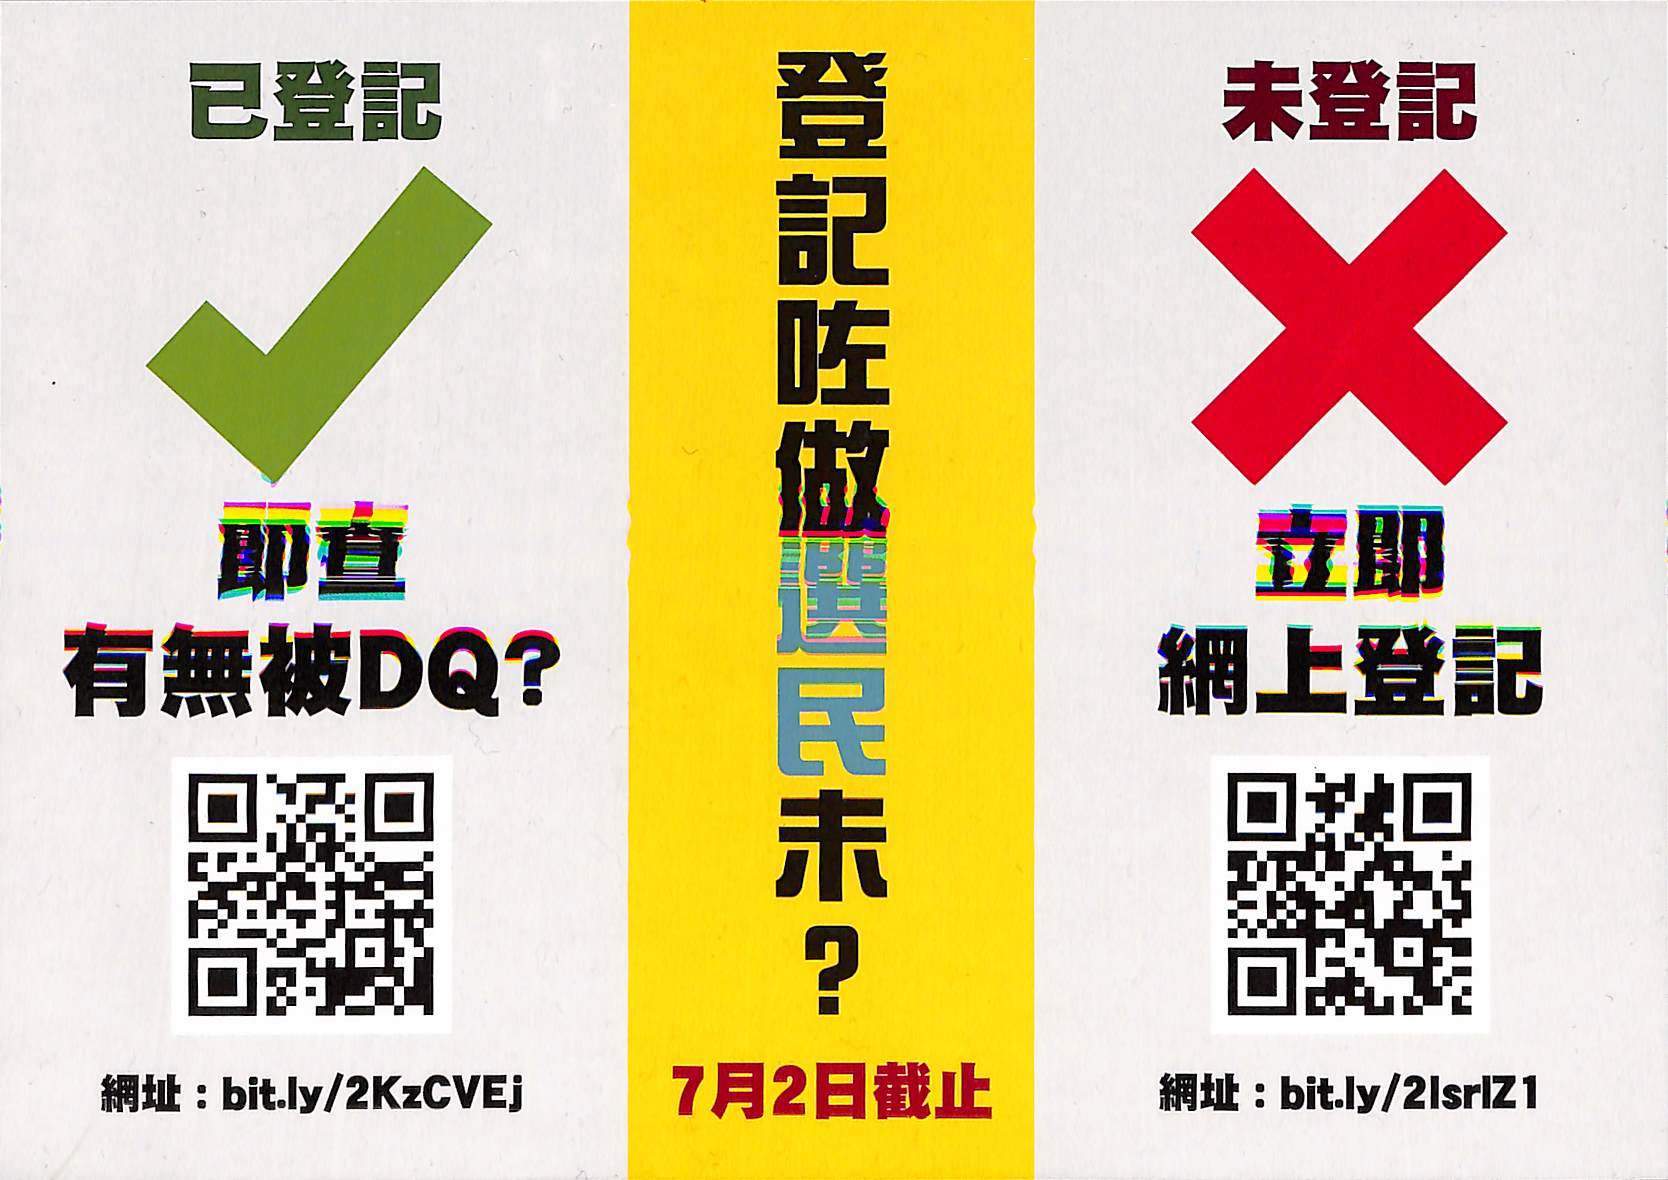 已登記
即查
有無被DQ?
網址：bit.ly/2KzCVEj
登記咗做選民未？
7月2日截止
未登記
立即
網上登記
網址：bit.ly/2IsrlZ1